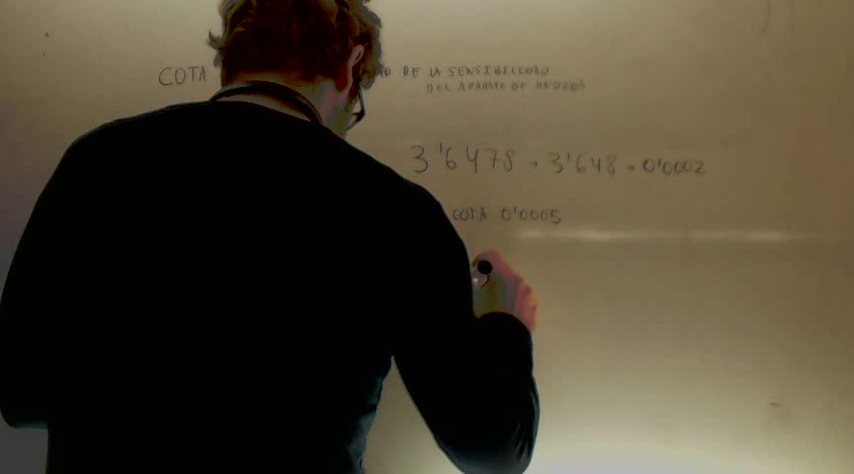 COTA DE LA SENSIBILIDAD
DEL APARATO DE MEDIDA
3'6478 → 3'648 → 0'0002
COTA 0'0005